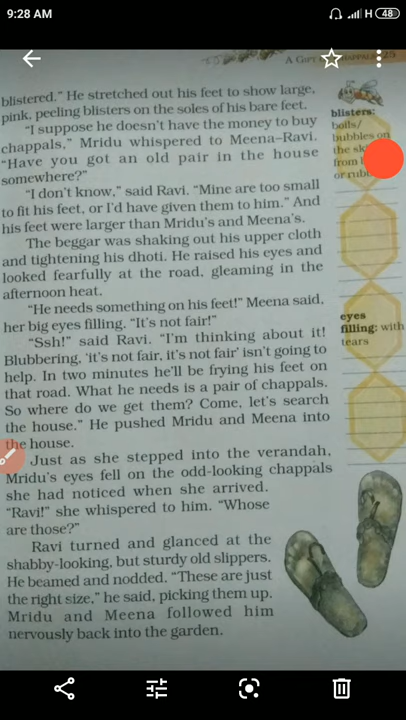 9:28 AM
H 48
blistered." He stretched out his feet to show large,
pink, peeling blisters on the soles of his bare feet.
"I suppose he doesn't have the money to buy
chappals," Mridu whispered to Meena–Ravi.
"Have you got an old pair in the house
somewhere?"
"I don't know," said Ravi. "Mine are too small
to fit his feet, or I'd have given them to him." And
his feet were larger than Mridu's and Meena's.
The beggar was shaking out his upper cloth
and tightening his dhoti. He raised his eyes and
looked fearfully at the road, gleaming in the
afternoon heat.
"He needs something on his feet!" Meena said,
her big eyes filling. "It's not fair!"
"Ssh!" said Ravi. "I'm thinking about it!
Blubbering, 'it's not fair, it's not fair' isn't going to
help. In two minutes he'll be frying his feet on
that road. What he needs is a pair of chappals.
So where do we get them? Come, let's search
the house." He pushed Mridu and Meena into
the house.
Just as she stepped into the verandah,
Mridu's eyes fell on the odd-looking chappals
she had noticed when she arrived.
"Ravi!" she whispered to him. "Whose
are those?"
Ravi turned and glanced at the
shabby-looking, but sturdy old slippers.
He beamed and nodded. "These are just
the right size," he said, picking them up.
Mridu and Meena followed him
nervously back into the garden.
blisters:
boils/
bubbles on
the
from
or
eyes
filling: with
tears